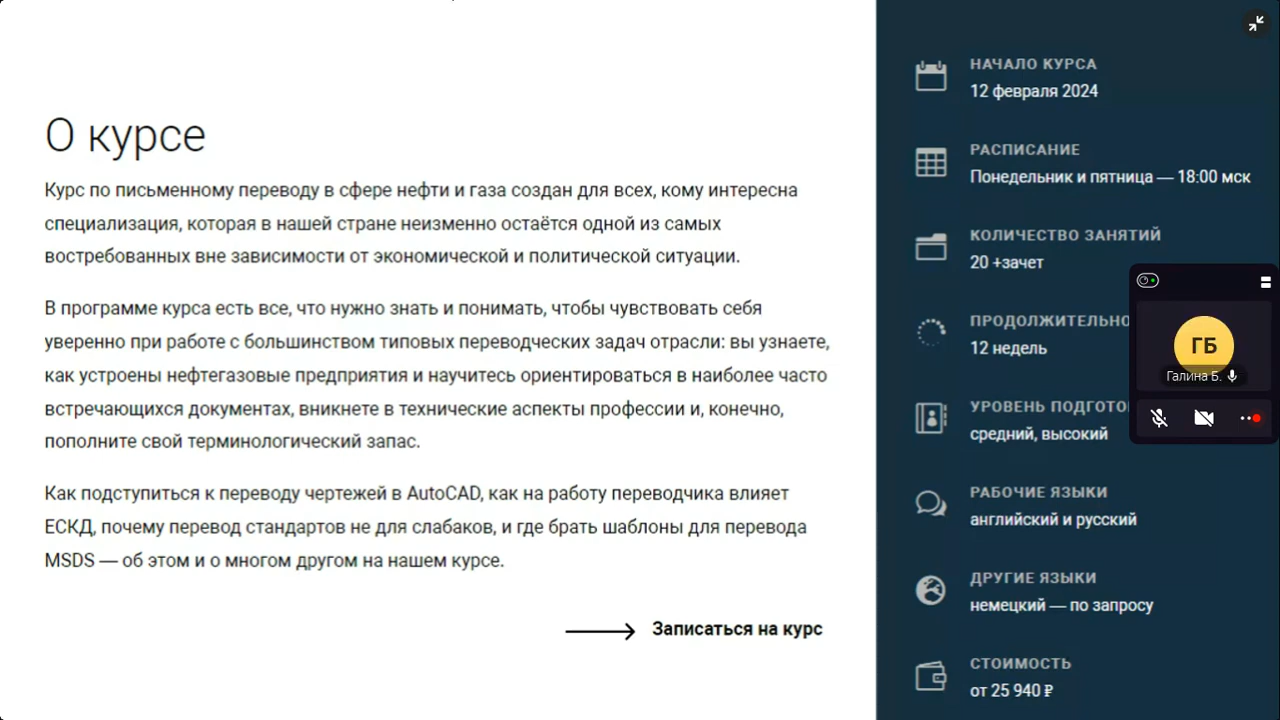 О курсе
Курс по письменному переводу в сфере нефти и газа создан для всех, кому интересна
специализация, которая в нашей стране неизменно остаётся одной из самых
востребованных вне зависимости от экономической и политической ситуации.
В программе курса есть все, что нужно знать и понимать, чтобы чувствовать себя
уверенно при работе с большинством типовых переводческих задач отрасли: вы узнаете,
как устроены нефтегазовые предприятия и научитесь ориентироваться в наиболее часто
встречающихся документах, вникнете в технические аспекты профессии и, конечно,
пополните свой терминологический запас.
Как подступиться к переводу чертежей в AutoCAD, как на работу переводчика влияет
ЕСКД, почему перевод стандартов не для слабаков, и где брать шаблоны для перевода
MSDS — об этом и о многом другом на нашем курсе.
Записаться на курс
НАЧАЛО КУРСА
12 февраля 2024
РАСПИСАНИЕ
Понедельник и пятница — 18:00 мск
КОЛИЧЕСТВО ЗАНЯТИЙ
20 +зачет
ПРОДОЛЖИТЕЛЬНО
12 недель
УРОВЕНЬ ПОДГОТО
средний, высокий
РАБОЧИЕ ЯЗЫКИ
английский и русский
ДРУГИЕ ЯЗЫКИ
немецкий — по запросу
СТОИМОСТЬ
от 25 940 ₽
ГБ
Галина Б.